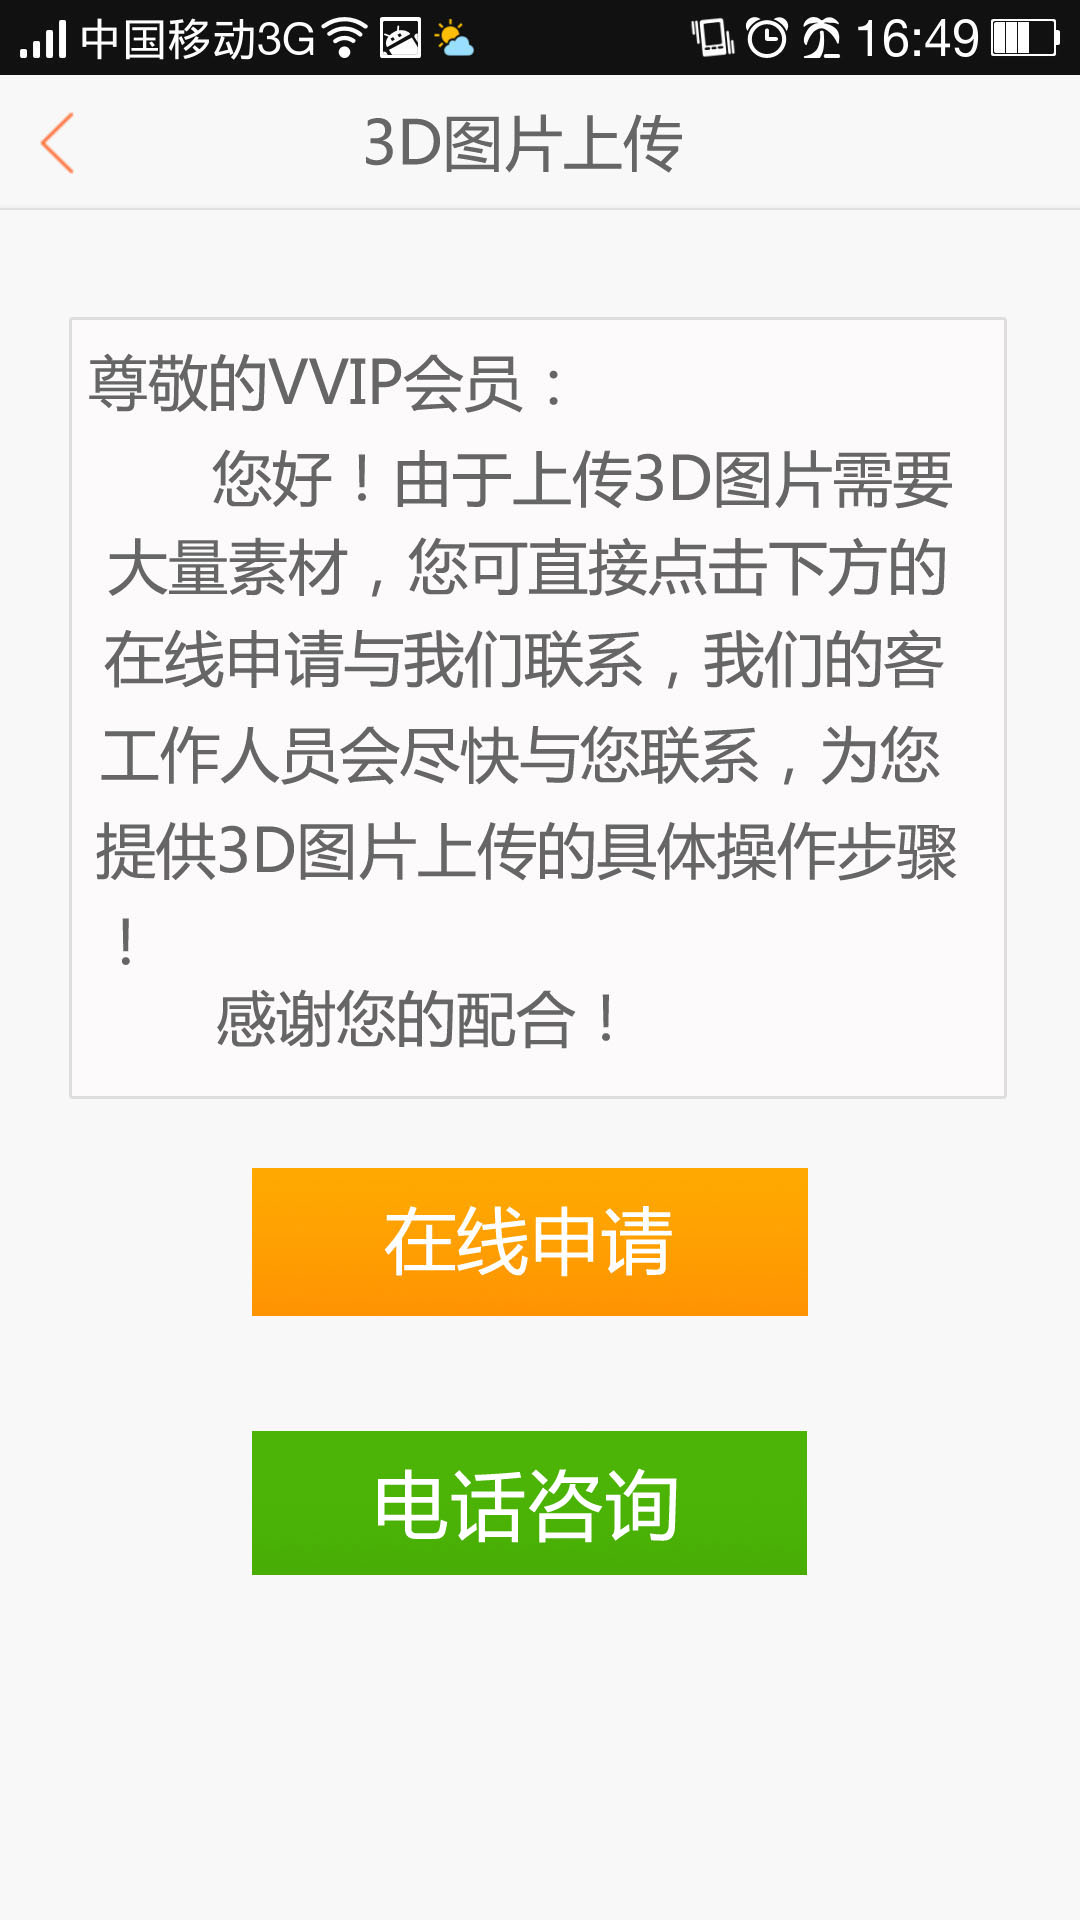 中国移动3G 16:49
3D图片上传
尊敬的VVIP会员：
您好！由于上传3D图片需要
大量素材，您可直接点击下方的
在线申请与我们联系，我们的客
工作人员会尽快与您联系，为您
提供3D图片上传的具体操作步骤
！
感谢您的配合！
在线申请
电话咨询